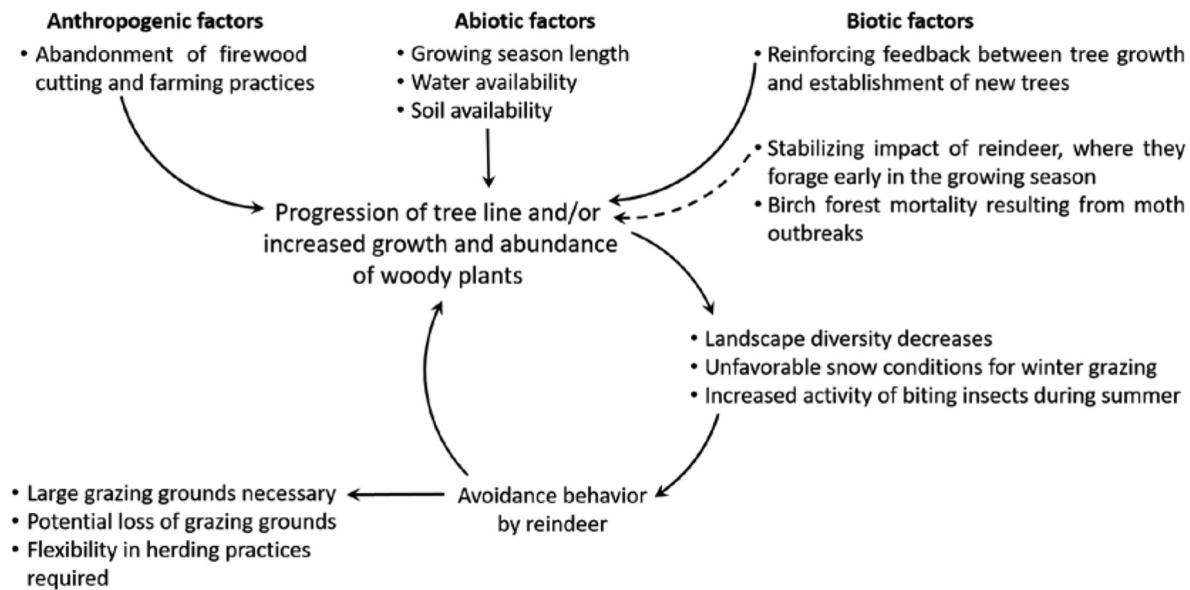 Anthropogenic factors
• Abandonment of firewood
cutting and farming practices
Abiotic factors
• Growing season length
• Water availability
• Soil availability
Biotic factors
• Reinforcing feedback between tree growth
and establishment of new trees
• Stabilizing impact of reindeer, where they
forage early in the growing season
• Birch forest mortality resulting from moth
outbreaks
Progression of tree line and/or
increased growth and abundance
of woody plants
• Landscape diversity decreases
• Unfavorable snow conditions for winter grazing
• Increased activity of biting insects during summer
Avoidance behavior
by reindeer
• Large grazing grounds necessary
• Potential loss of grazing grounds
• Flexibility in herding practices
required